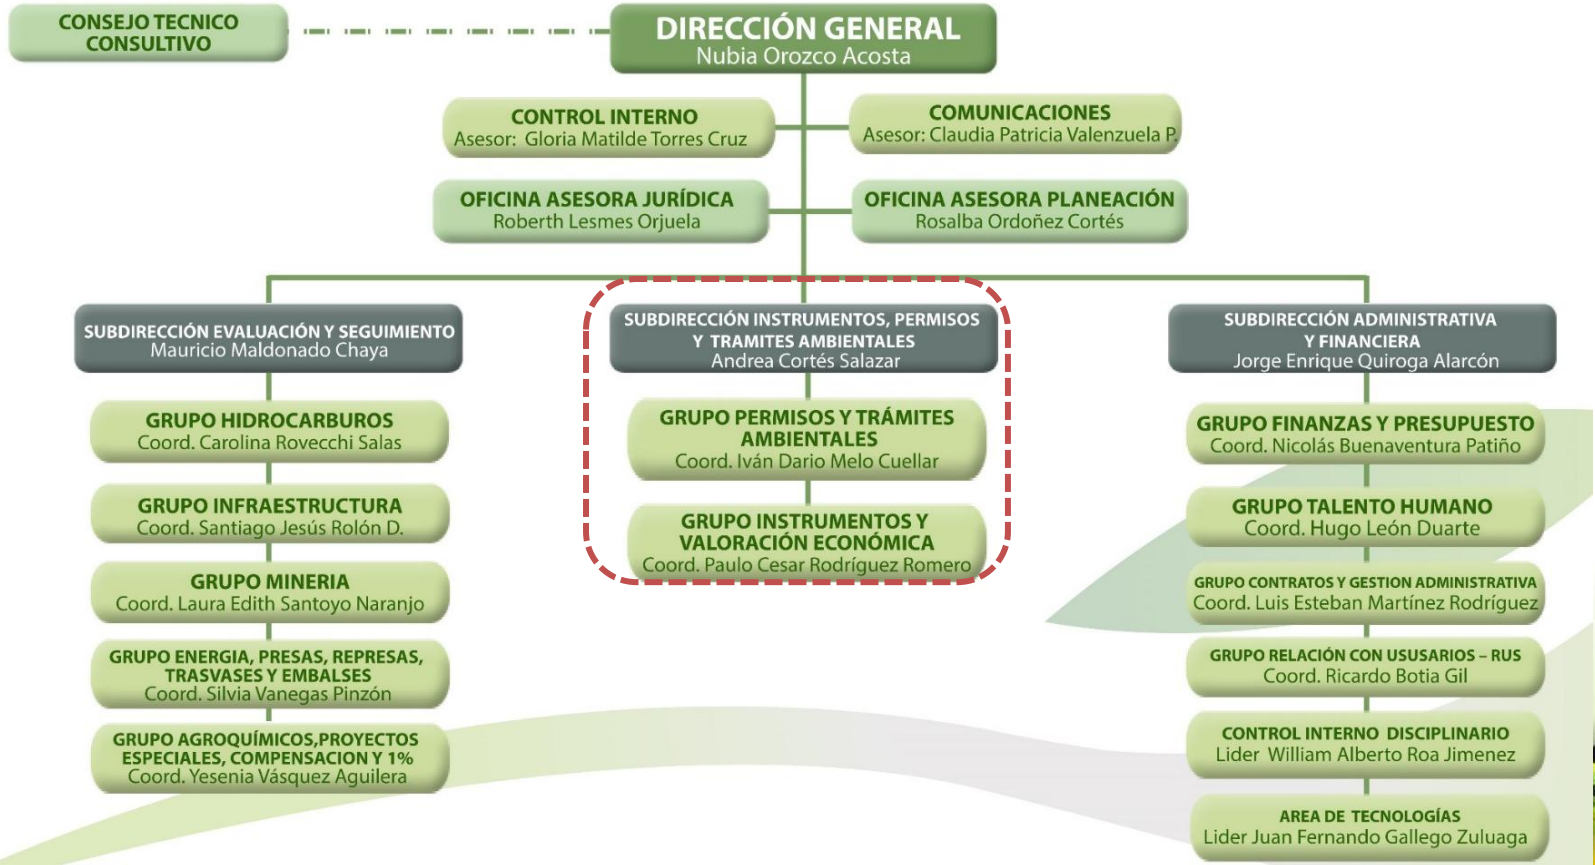 CONSEJO TECNICO
CONSULTIVO
DIRECCIÓN GENERAL
Nubia Orozco Acosta
CONTROL INTERNO
Asesor: Gloria Matilde Torres Cruz
COMUNICACIONES
Asesor: Claudia Patricia Valenzuela P.
OFICINA ASESORA JURÍDICA
Roberth Lesmes Orjuela
OFICINA ASESORA PLANEACIÓN
Rosalba Ordoñez Cortés
SUBDIRECCIÓN EVALUACIÓN Y SEGUIMIENTO
Mauricio Maldonado Chaya
GRUPO HIDROCARBUROS
Coord. Carolina Rovecchi Salas
GRUPO INFRAESTRUCTURA
Coord. Santiago Jesús Rolón D.
GRUPO MINERIA
Coord. Laura Edith Santoyo Naranjo
GRUPO ENERGIA, PRESAS, REPRESAS,
TRASVASES Y EMBALSES
Coord. Silvia Vanegas Pinzón
GRUPO AGROQUÍMICOS,PROYECTOS
ESPECIALES, COMPENSACION Y 1%
Coord. Yesenia Vásquez Aguilera
SUBDIRECCIÓN INSTRUMENTOS, PERMISOS
Y TRAMITES AMBIENTALES
Andrea Cortés Salazar
GRUPO PERMISOS Y TRÁMITES
AMBIENTALES
Coord. Iván Dario Melo Cuellar
GRUPO INSTRUMENTOS Y
VALORACIÓN ECONÓMICA
Coord. Paulo Cesar Rodríguez Romero
SUBDIRECCIÓN ADMINISTRATIVA
Y FINANCIERA
Jorge Enrique Quiroga Alarcón
GRUPO FINANZAS Y PRESUPUESTO
Coord. Nicolás Buenaventura Patiño
GRUPO TALENTO HUMANO
Coord. Hugo León Duarte
GRUPO CONTRATOS Y GESTION ADMINISTRATIVA
Coord. Luis Esteban Martínez Rodríguez
GRUPO RELACIÓN CON USUSARIOS – RUS
Coord. Ricardo Botia Gil
CONTROL INTERNO DISCIPLINARIO
Lider William Alberto Roa Jimenez
AREA DE TECNOLOGÍAS
Lider Juan Fernando Gallego Zuluaga